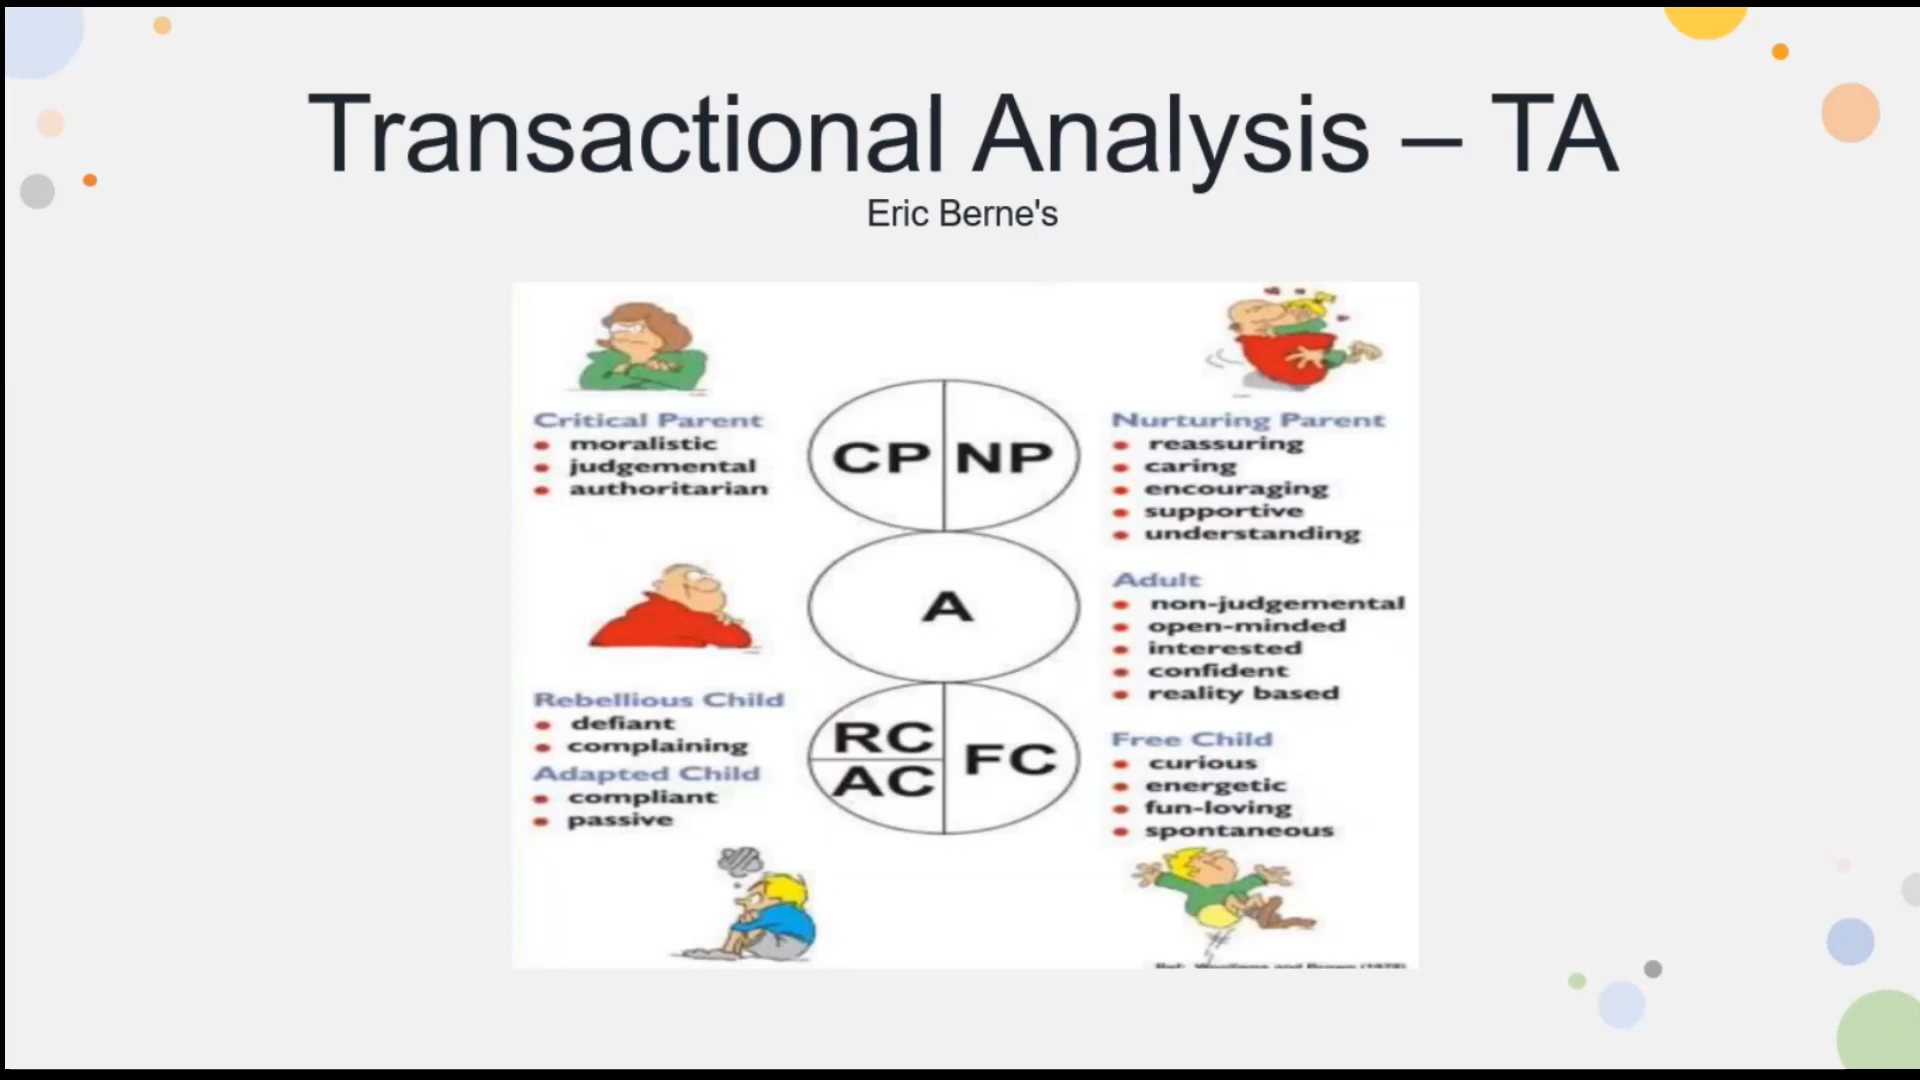 Transactional Analysis – TA
Eric Berne's
Critical Parent
moralistic
judgemental
authoritarian
CP NP
Nurturing Parent
reassuring
caring
encouraging
supportive
understanding
A
Adult
non-judgemental
open-minded
interested
confident
reality based
Rebellious Child
defiant
complaining
Adapted Child
compliant
passive
RC
AC
FC
Free Child
curious
energetic
fun-loving
spontaneous